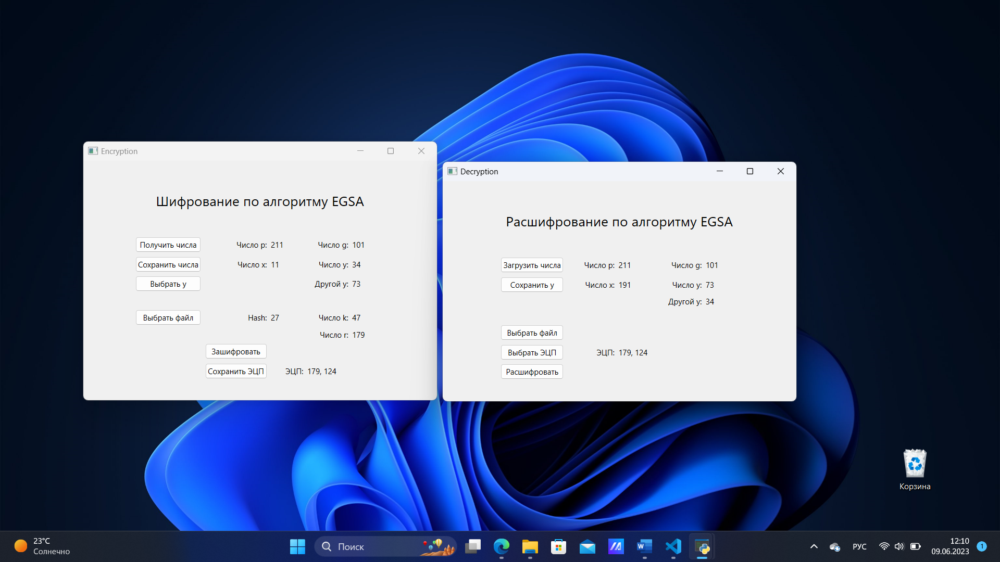 Encryption
Шифрование по алгоритму EGSA
Получить числа Число p: 211 Число g: 101
Сохранить числа Число x: 11 Число y: 34
Выбрать y Другой y: 73
Выбрать файл Hash: 27 Число k: 47
Число r: 179
Зашифровать
Сохранить ЭЦП ЭЦП: 179, 124
Decryption
Расшифрование по алгоритму EGSA
Загрузить числа Число p: 211 Число g: 101
Сохранить y Число x: 191 Число y: 73
Другой y: 34
Выбрать файл
Выбрать ЭЦП ЭЦП: 179, 124
Расшифровать
Корзина
23°C
Солнечно
Поиск
W
РУС
12:10
09.06.2023
1